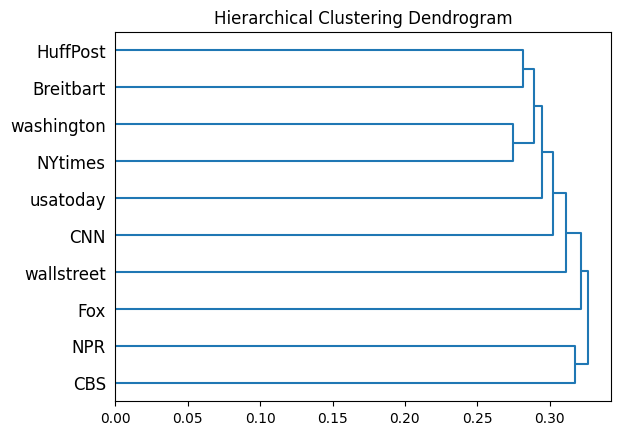 Hierarchical Clustering Dendrogram
HuffPost
Breitbart
washington
NYtimes
usatoday
CNN
wallstreet
Fox
NPR
CBS
0.00 0.05 0.10 0.15 0.20 0.25 0.30